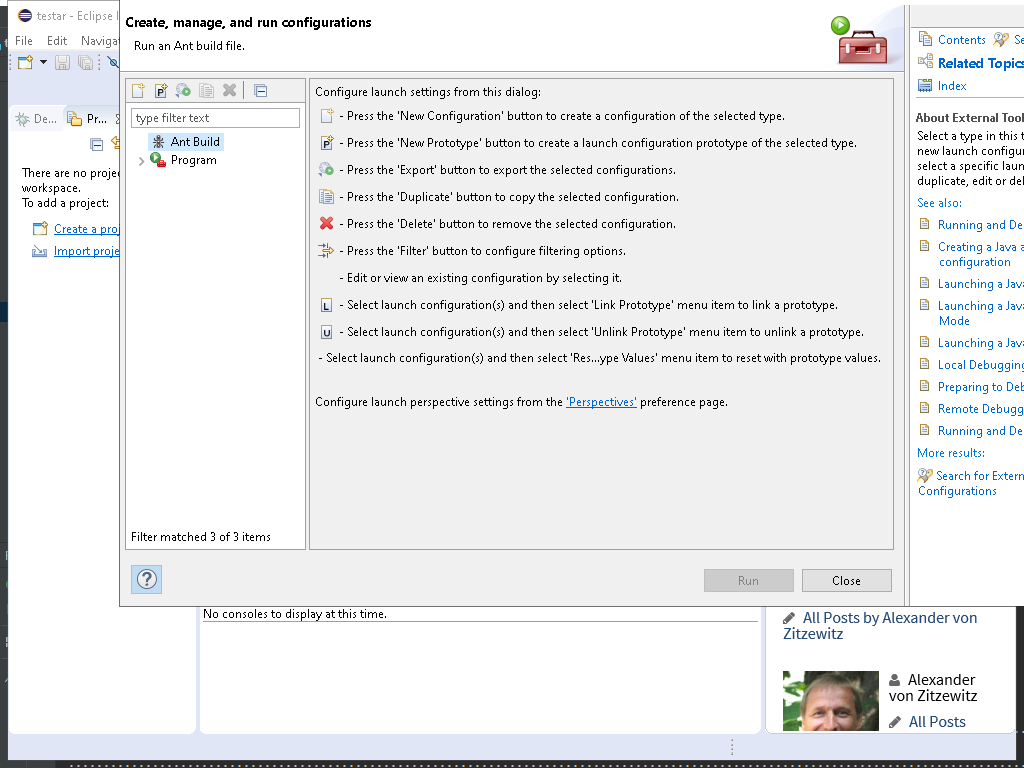 testar - Eclipse I
File Edit Navigat
De...
Pr...
There are no proje
workspace.
To add a project:
Create a proj
Import proje
Create, manage, and run configurations
Run an Ant build file.
type filter text
Ant Build
Program
Filter matched 3 of 3 items
Configure launch settings from this dialog:
- Press the 'New Configuration' button to create a configuration of the selected type.
P - Press the 'New Prototype' button to create a launch configuration prototype of the selected type.
- Press the 'Export' button to export the selected configurations.
- Press the 'Duplicate' button to copy the selected configuration.
- Press the 'Delete' button to remove the selected configuration.
- Press the 'Filter' button to configure filtering options.
- Edit or view an existing configuration by selecting it.
L - Select launch configuration(s) and then select 'Link Prototype' menu item to link a prototype.
U - Select launch configuration(s) and then select 'Unlink Prototype' menu item to unlink a prototype.
- Select launch configuration(s) and then select 'Res...ype Values' menu item to reset with prototype values.
Configure launch perspective settings from the 'Perspectives' preference page.
?
Run Close
Contents Se
Related Topics
Index
About External Tool
Select a type in this t
new launch configur
select a specific laun
duplicate, edit or del
See also:
Running and De
Creating a Java a
configuration
Launching a Java
Launching a Java
Mode
Launching a Java
Local Debugging
Preparing to Deb
Remote Debugg
Running and De
More results:
Search for Extern
Configurations
No consoles to display at this time.
All Posts by Alexander von
Zitzewitz
Alexander
von Zitzewitz
All Posts